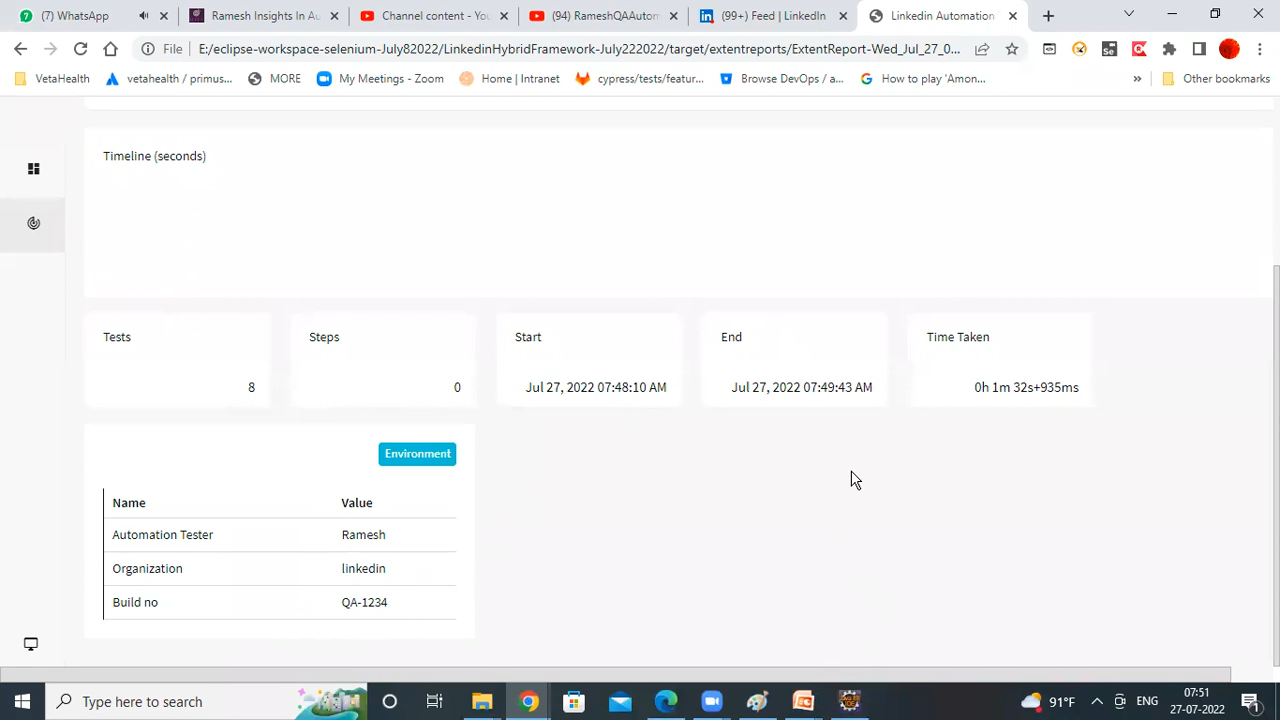 (7) WhatsApp
Ramesh Insights In Au
Channel content - You
(94) RameshQAAutom
(99+) Feed | LinkedIn
Linkedin Automation
File
E:/eclipse-workspace-selenium-July82022/LinkedinHybridFramework-July222022/target/extentreports/ExtentReport-Wed_Jul_27_0...
VetaHealth
vetahealth / primus...
MORE
My Meetings - Zoom
Home | Intranet
cypress/tests/featur...
Browse DevOps / a...
How to play 'Amon...
»
Other bookmarks
Timeline (seconds)
Tests
Steps
Start
End
Time Taken
8
0
Jul 27, 2022 07:48:10 AM
Jul 27, 2022 07:49:43 AM
0h 1m 32s+935ms
Environment
Name Value
Automation Tester Ramesh
Organization linkedin
Build no QA-1234
Type here to search
91°F
ENG
07:51
27-07-2022